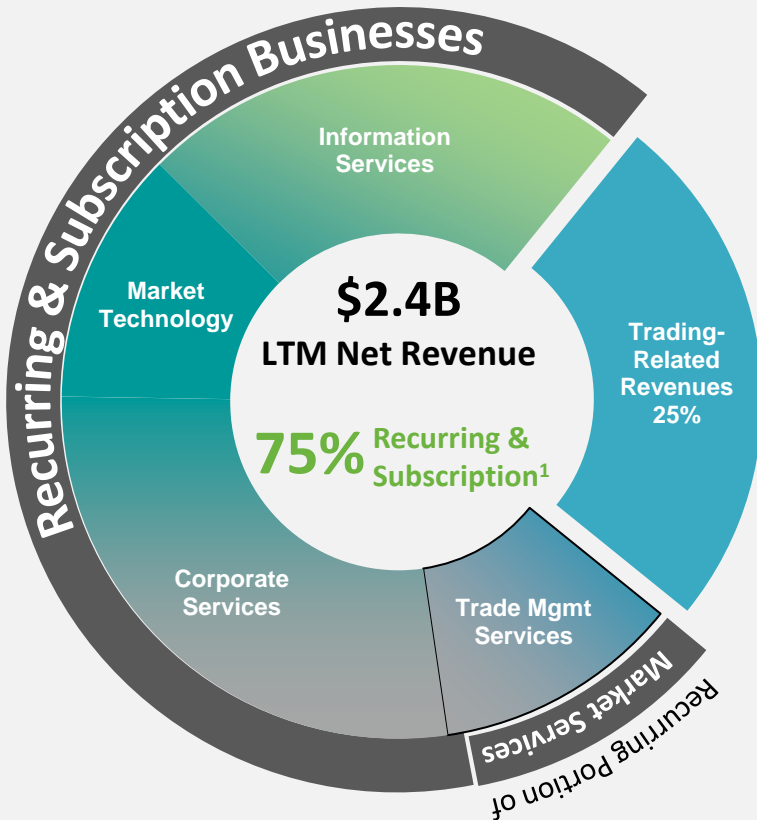 Recurring & Subscription Businesses
Information
Services
Market
Technology
$2.4B
LTM Net Revenue
75% Recurring &
Subscription1
Trading-
Related
Revenues
25%
Corporate
Services
Trade Mgmt
Services
Recurring Portion of
Market Services